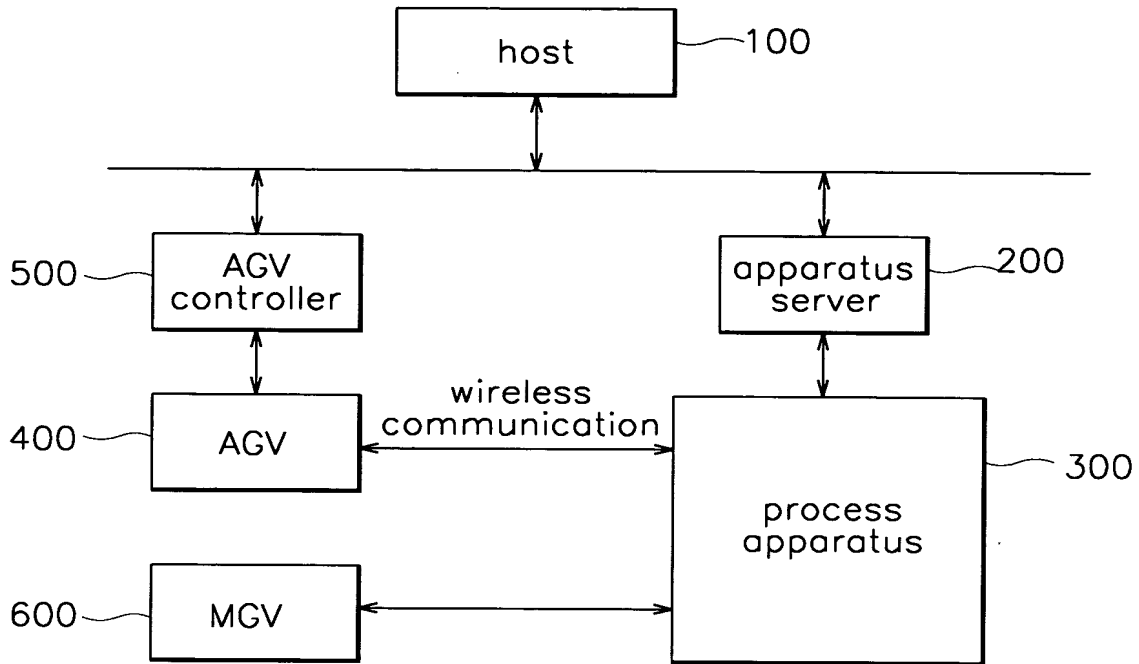 host
100
500
AGV
controller
apparatus
server
200
wireless
communication
400
AGV
300
process
apparatus
600
MGV